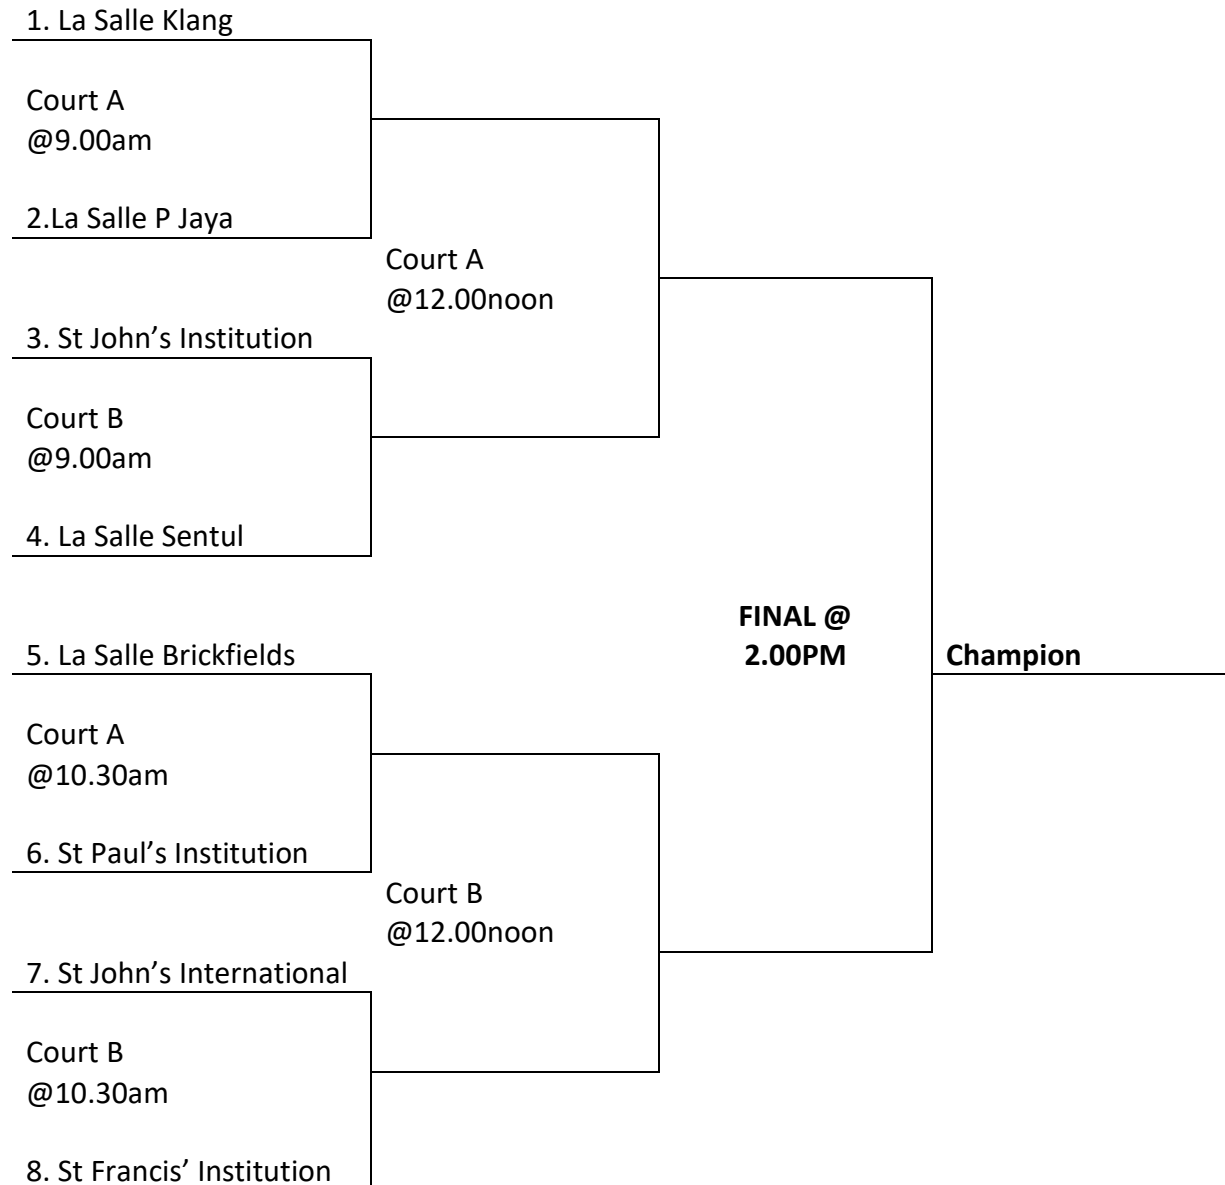 1. La Salle Klang
Court A
@9.00am
2.La Salle P Jaya
Court A
@12.00noon
3. St John’s Institution
Court B
@9.00am
4. La Salle Sentul
FINAL @
2.00PM
Champion
5. La Salle Brickfields
Court A
@10.30am
6. St Paul’s Institution
Court B
@12.00noon
7. St John’s International
Court B
@10.30am
8. St Francis’ Institution